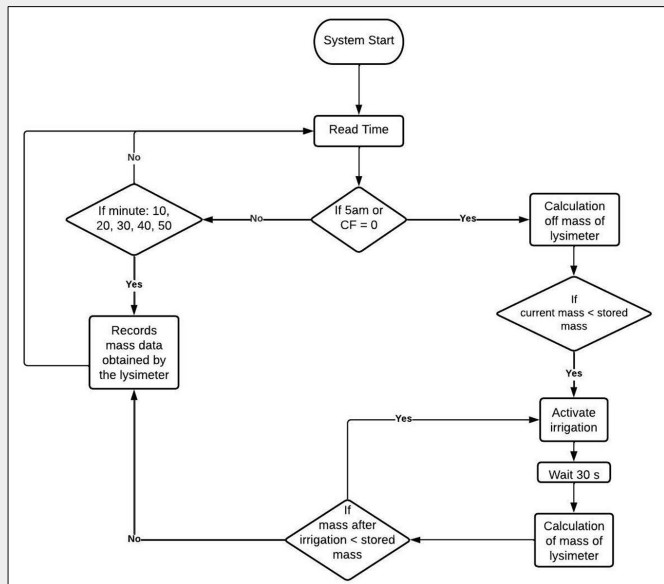 System Start
Read Time
No
If minute: 10,
20, 30, 40, 50
No
If 5am or
CF = 0
Yes
Calculation
off mass of
lysimeter
If
current mass < stored
mass
Yes
Yes
Records
mass data
obtained by
the lysimeter
Activate
irrigation
Yes
Wait 30 s
If
mass after
irrigation < stored
mass
No
Calculation
of mass of
lysimeter